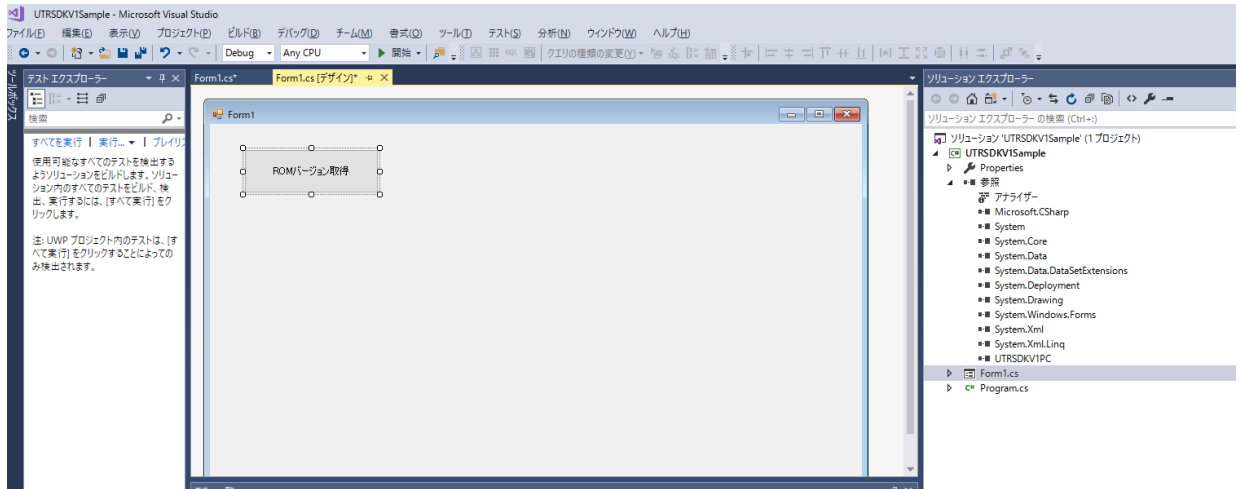 UTRSDKV1Sample - Microsoft Visual Studio
ファイル(F) 編集(E) 表示(V) プロジェクト(P) ビルド(B) デバッグ(D) チーム(M) 書式(O) ツール(T) テスト(S) 分析(N) ウィンドウ(W) ヘルプ(H)
Debug Any CPU 開始 クエリの種類の変更(Y)
ツールボックス
テスト エクスプローラー
検索
すべてを実行 | 実行... | プレイリス
使用可能なすべてのテストを検出する
ようソリューションをビルドします。ソリュー
ション内のすべてのテストをビルド、検
出、実行するには、[すべて実行] をク
リックします。
注: UWP プロジェクト内のテストは、[す
べて実行] をクリックすることによっての
み検出されます。
Form1.cs* Form1.cs [デザイン]*
Form1
ROMバージョン取得
ソリューション エクスプローラー
ソリューション エクスプローラー の検索 (Ctrl+:)
ソリューション 'UTRSDKV1Sample' (1 プロジェクト)
C# UTRSDKV1Sample
Properties
参照
アナライザー
Microsoft.CSharp
System
System.Core
System.Data
System.Data.DataSetExtensions
System.Deployment
System.Drawing
System.Windows.Forms
System.Xml
System.Xml.Linq
UTRSDKV1PC
Form1.cs
C# Program.cs